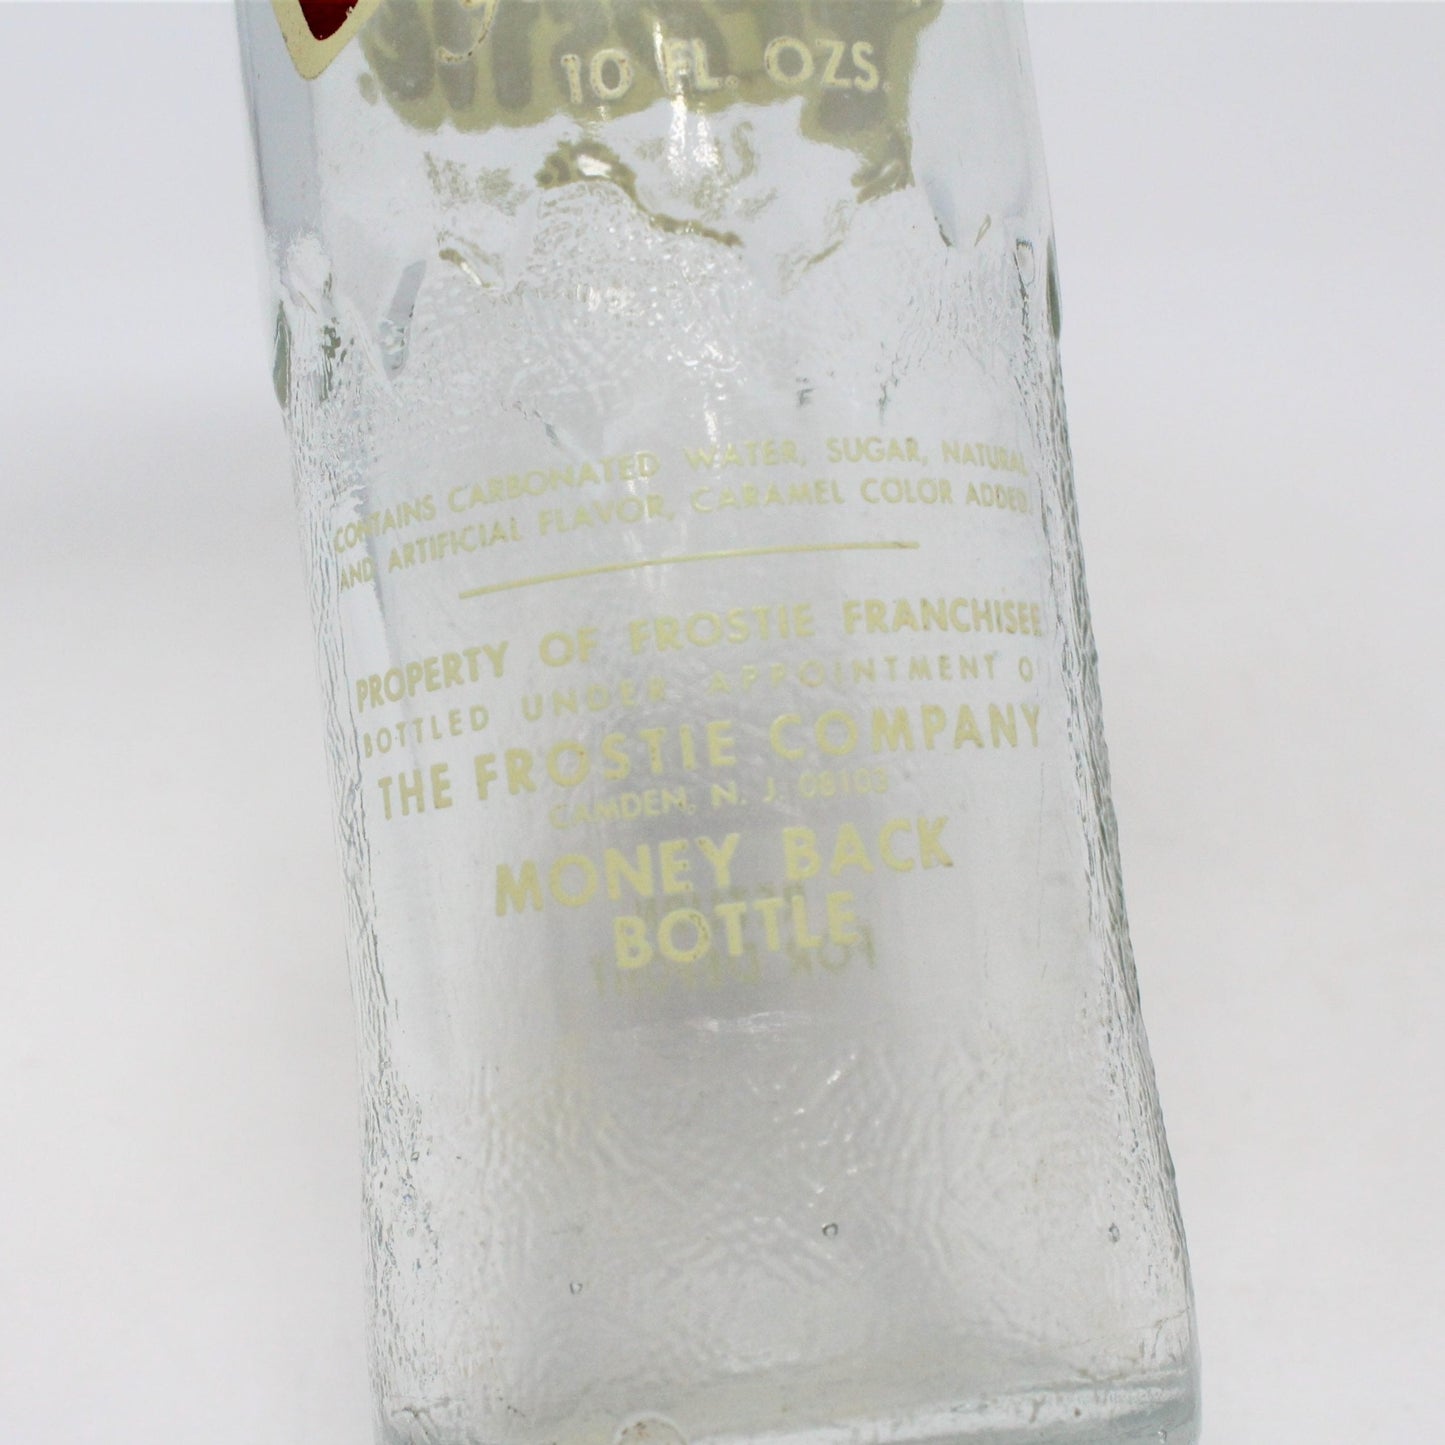 10 FL. OZS.
CONTAINS CARBONATED WATER, SUGAR, NATURAL
AND ARTIFICIAL FLAVOR, CARAMEL COLOR ADDED.
PROPERTY OF FROSTIE FRANCHISEE
BOTTLED UNDER APPOINTMENT O
THE FROSTIE COMPANY
CAMDEN, N. J. 08103
MONEY BACK
BOTTLE